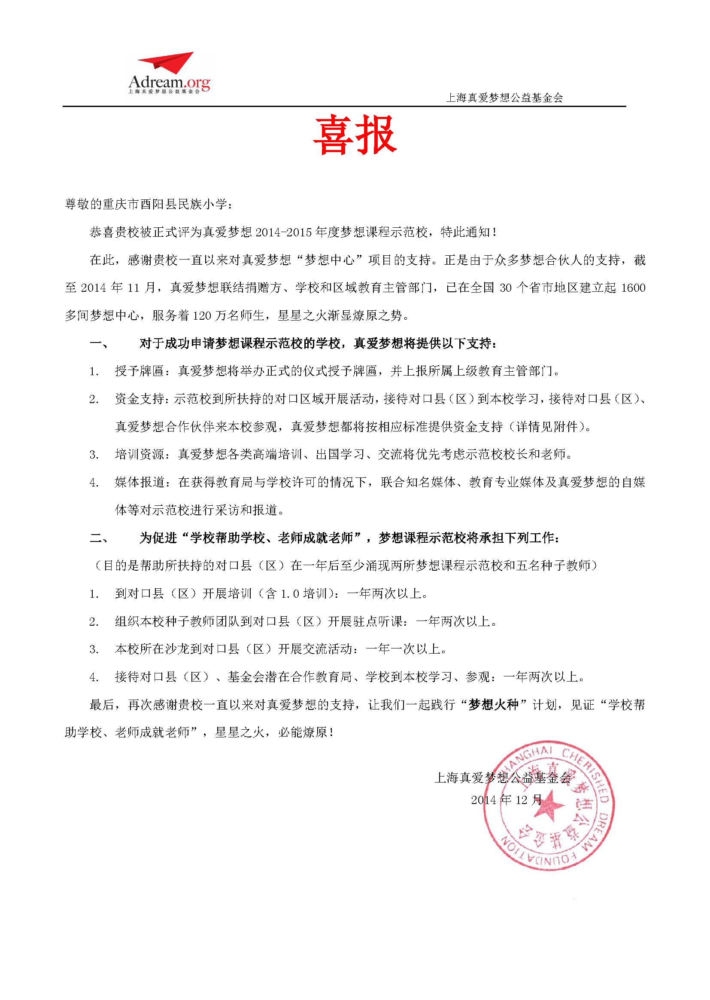 Adream.org
上海真爱梦想公益基金会
上海真爱梦想公益基金会
喜报
尊敬的重庆市酉阳县民族小学：
恭喜贵校被正式评为真爱梦想 2014-2015 年度梦想课程示范校，特此通知！
在此，感谢贵校一直以来对真爱梦想“梦想中心”项目的支持。正是由于众多梦想合伙人的支持，截
至 2014 年 11 月，真爱梦想联结捐赠方、学校和区域教育主管部门，已在全国 30 个省市地区建立起 1600
多间梦想中心，服务着 120 万名师生，星星之火渐显燎原之势。
一、 对于成功申请梦想课程示范校的学校，真爱梦想将提供以下支持：
1. 授予牌匾：真爱梦想将举办正式的仪式授予牌匾，并上报所属上级教育主管部门。
2. 资金支持：示范校到所扶持的对口区域开展活动，接待对口县（区）到本校学习，接待对口县（区）、
真爱梦想合作伙伴来本校参观，真爱梦想都将按相应标准提供资金支持（详情见附件）。
3. 培训资源：真爱梦想各类高端培训、出国学习、交流将优先考虑示范校校长和老师。
4. 媒体报道：在获得教育局与学校许可的情况下，联合知名媒体、教育专业媒体及真爱梦想的自媒
体等对示范校进行采访和报道。
二、 为促进“学校帮助学校、老师成就老师”，梦想课程示范校将承担下列工作：
（目的是帮助所扶持的对口县（区）在一年后至少涌现两所梦想课程示范校和五名种子教师）
1. 到对口县（区）开展培训（含 1.0 培训）：一年两次以上。
2. 组织本校种子教师团队到对口县（区）开展驻点听课：一年两次以上。
3. 本校所在沙龙到对口县（区）开展交流活动：一年一次以上。
4. 接待对口县（区）、基金会潜在合作教育局、学校到本校学习、参观：一年两次以上。
最后，再次感谢贵校一直以来对真爱梦想的支持，让我们一起践行“梦想火种”计划，见证“学校帮
助学校、老师成就老师”，星星之火，必能燎原！
上海真爱梦想公益基金会
2014 年 12 月
SHANGHAI CHERISHED DREAM FOUNDATION
上海真爱梦想公益基金会